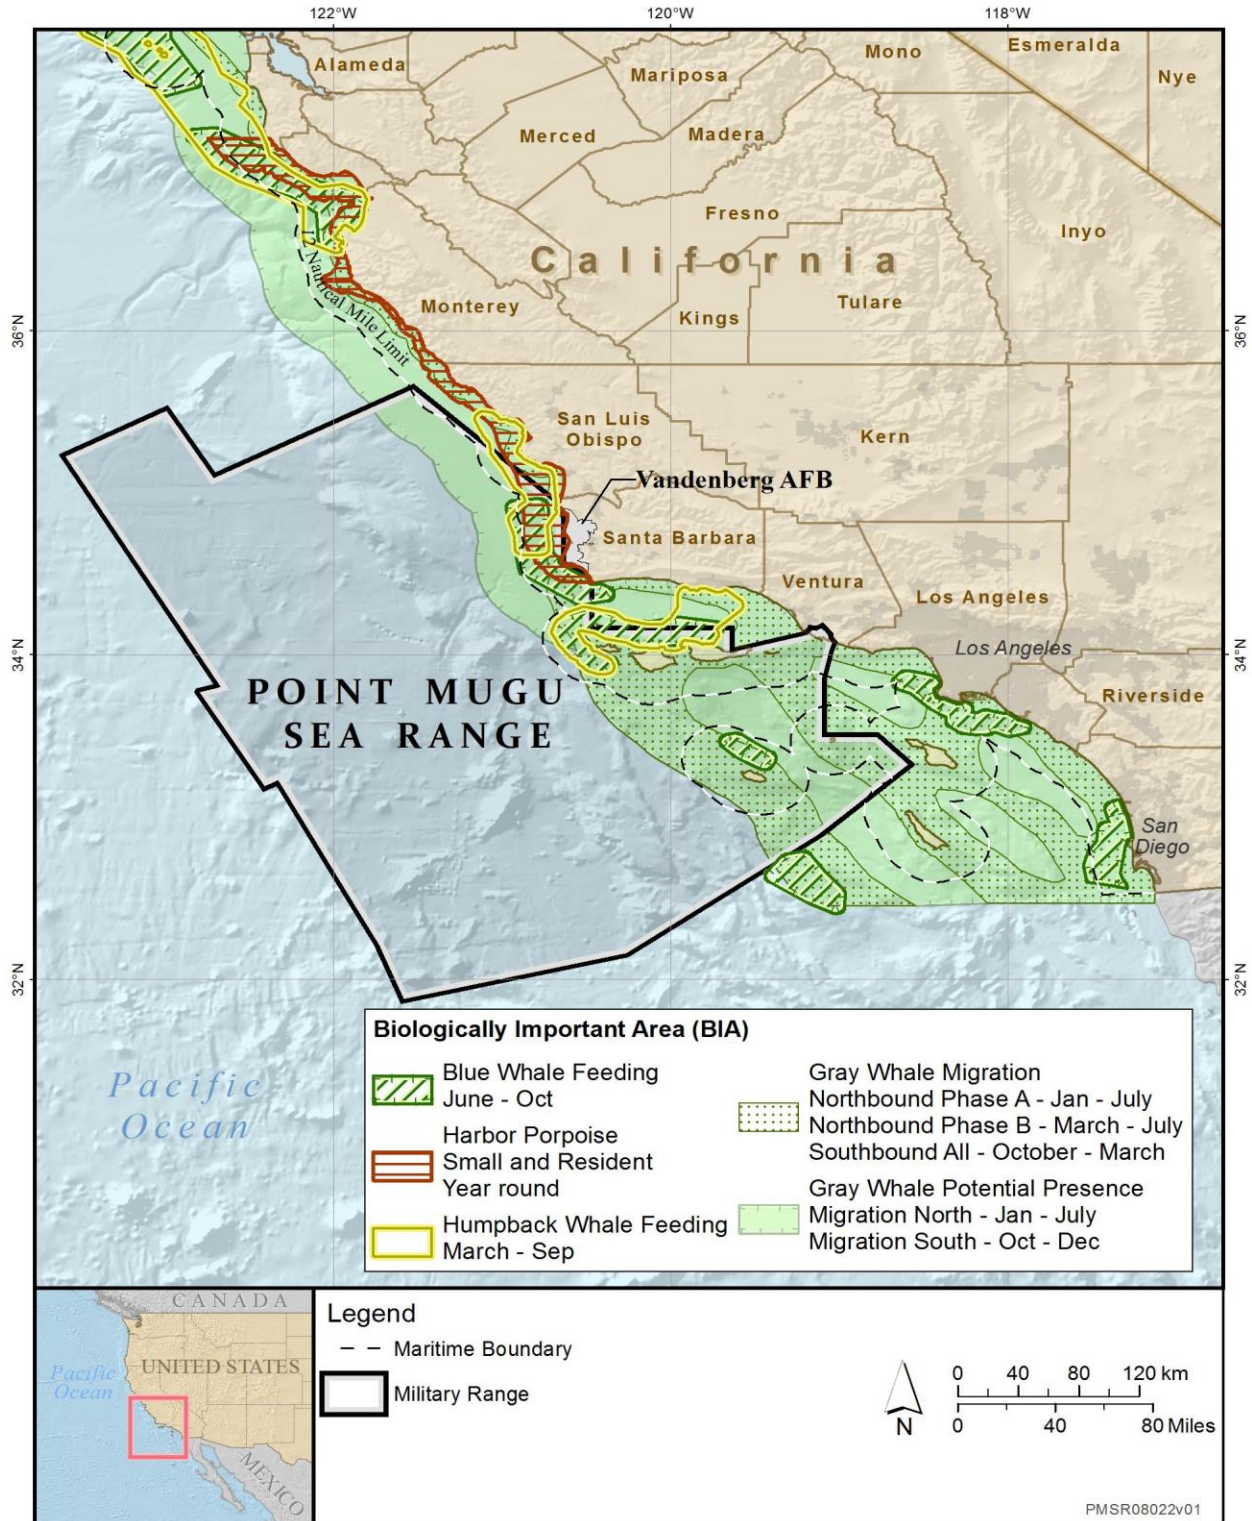 122°W
120°W
118°W
Alameda
Mariposa
Mono
Esmeralda
Nye
Merced
Madera
Fresno
Inyo
California
Tulare
Monterey
Kings
12 Nautical Mile Limit
36°N
36°N
San Luis
Obispo
Kern
Vandenberg AFB
Santa Barbara
Ventura
Los Angeles
Los Angeles
34°N
34°N
Riverside
POINT MUGU
SEA RANGE
San
Diego
32°N
32°N
Pacific
Ocean
Biologically Important Area (BIA)
Blue Whale Feeding
June - Oct
Harbor Porpoise
Small and Resident
Year round
Humpback Whale Feeding
March - Sep
Gray Whale Migration
Northbound Phase A - Jan - July
Northbound Phase B - March - July
Southbound All - October - March
Gray Whale Potential Presence
Migration North - Jan - July
Migration South - Oct - Dec
CANADA
UNITED STATES
Pacific
Ocean
MEXICO
Legend
Maritime Boundary
Military Range
N
0 40 80 120 km
0 40 80 Miles
PMSR08022v01